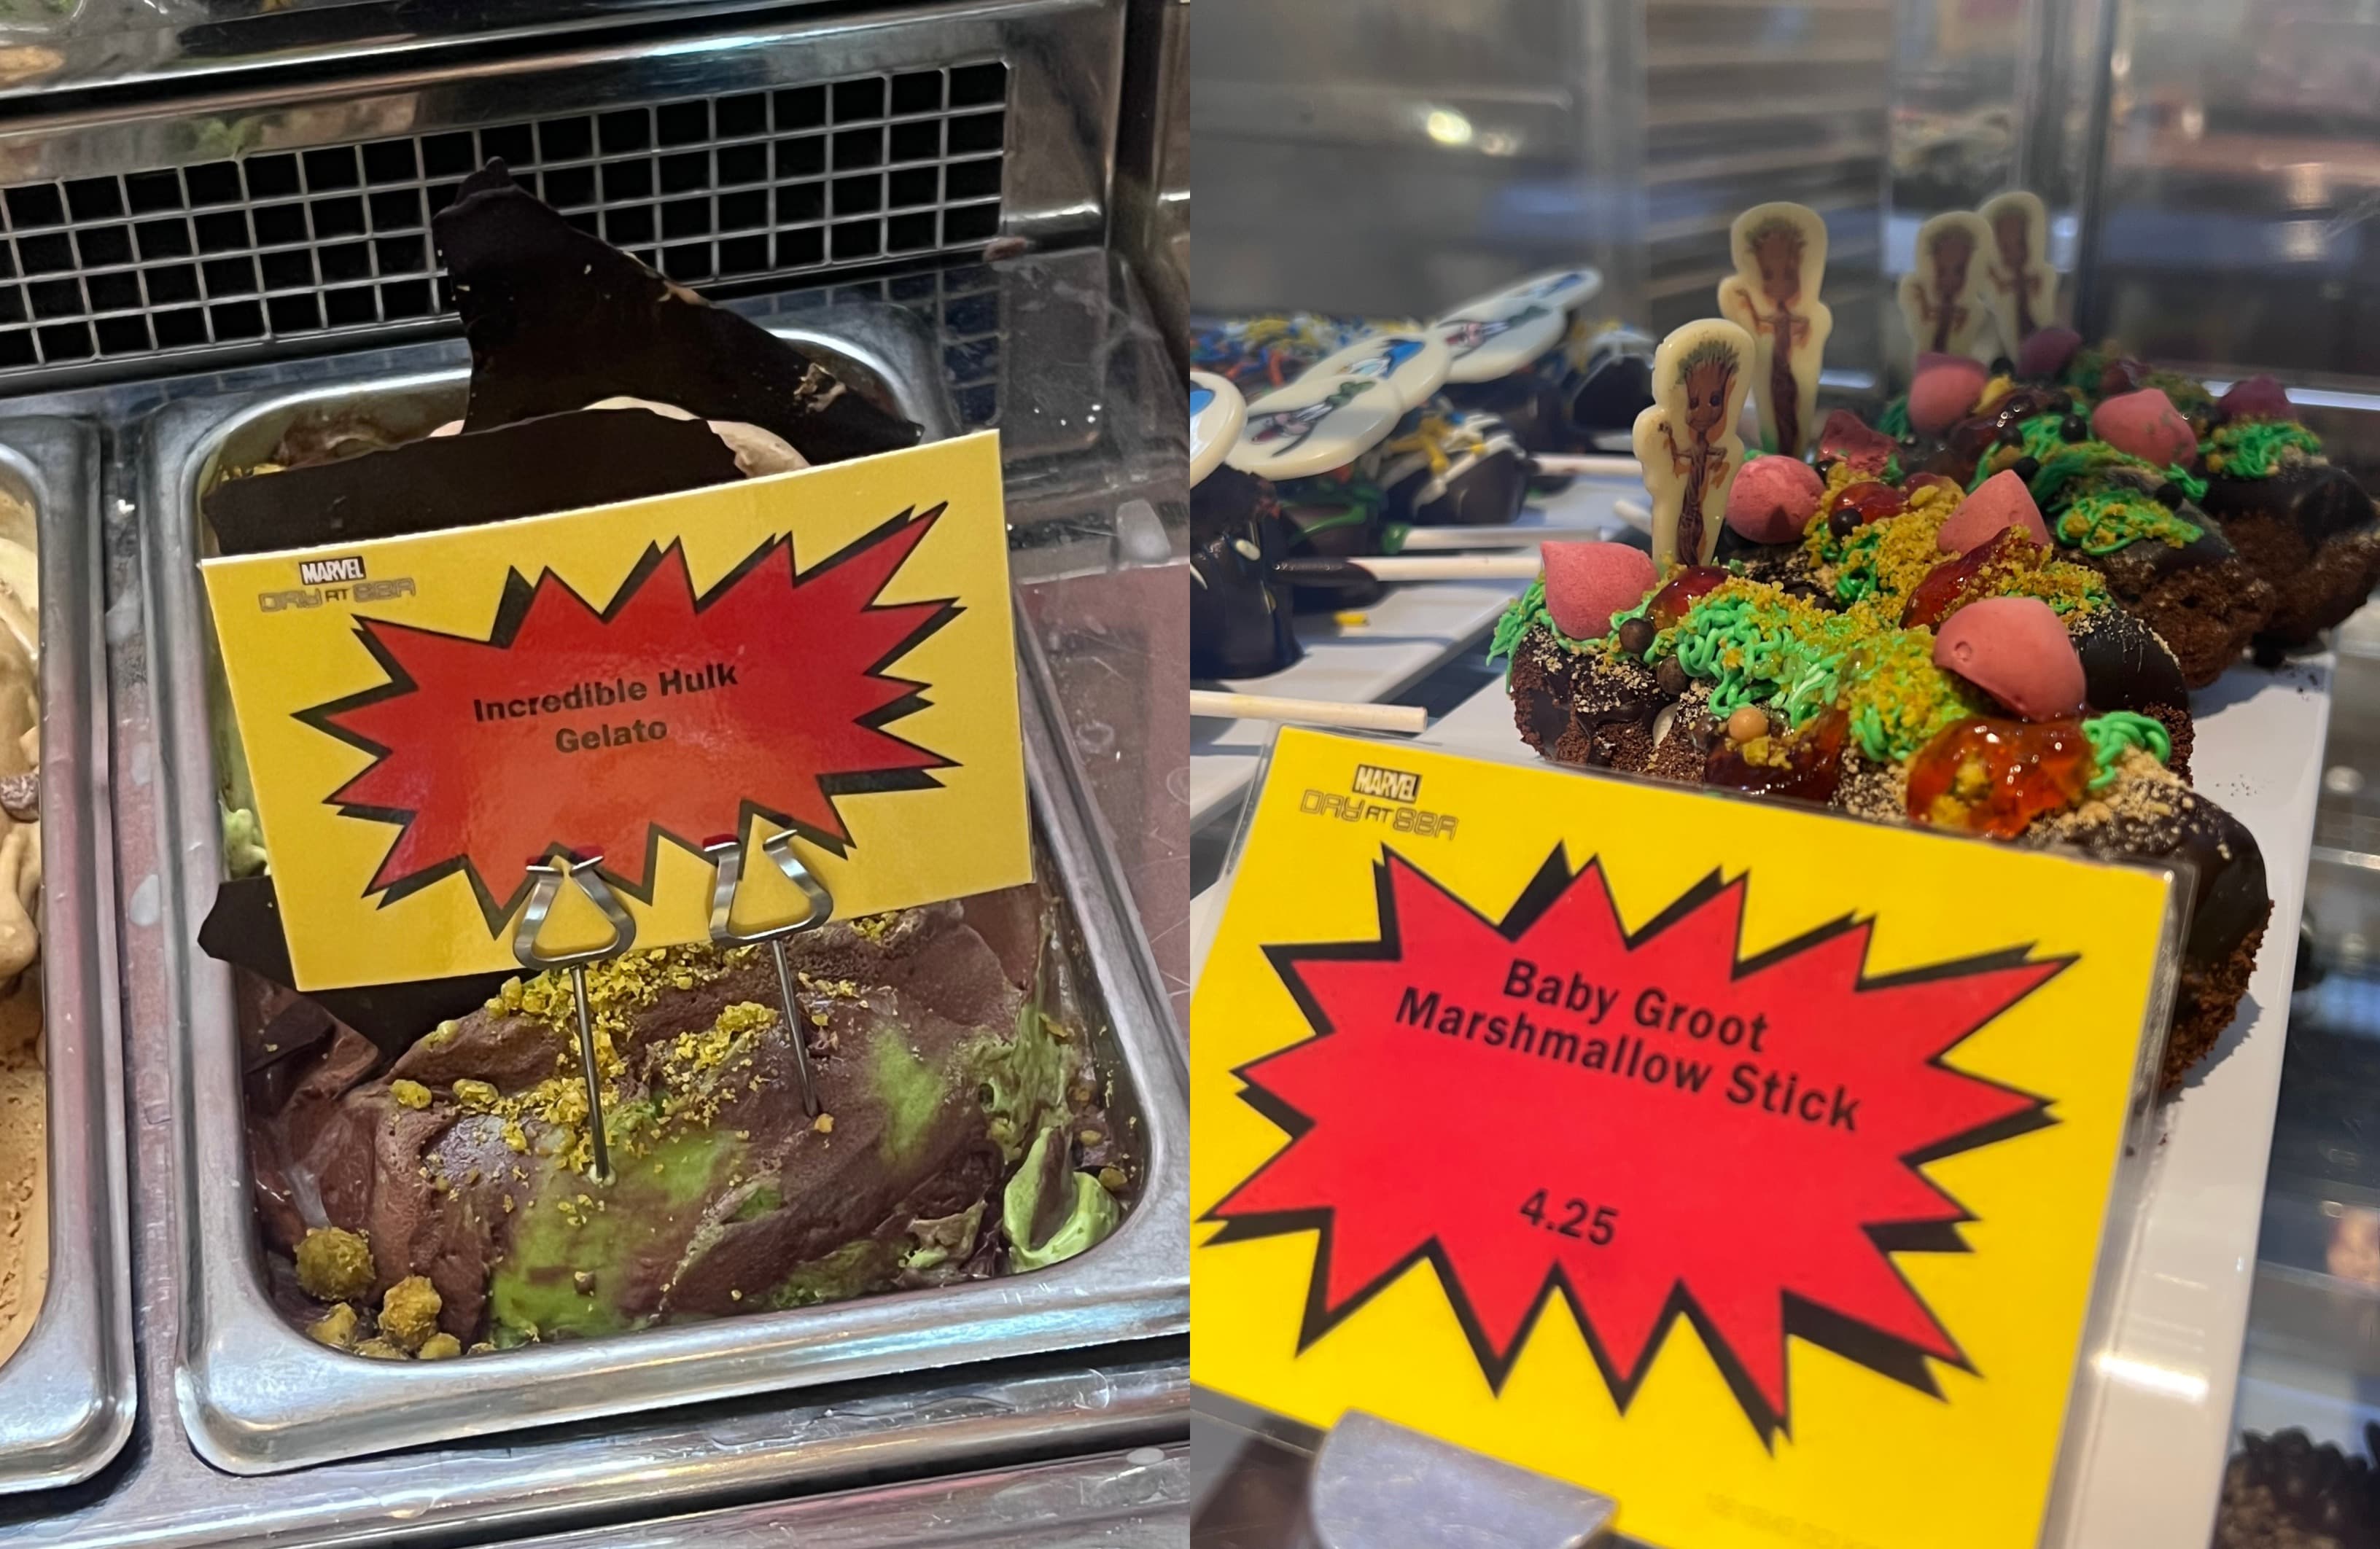 MARVEL
DAY AT SEA
Incredible Hulk
Gelato
MARVEL
DAY AT SEA
Baby Groot
Marshmallow Stick
4.25